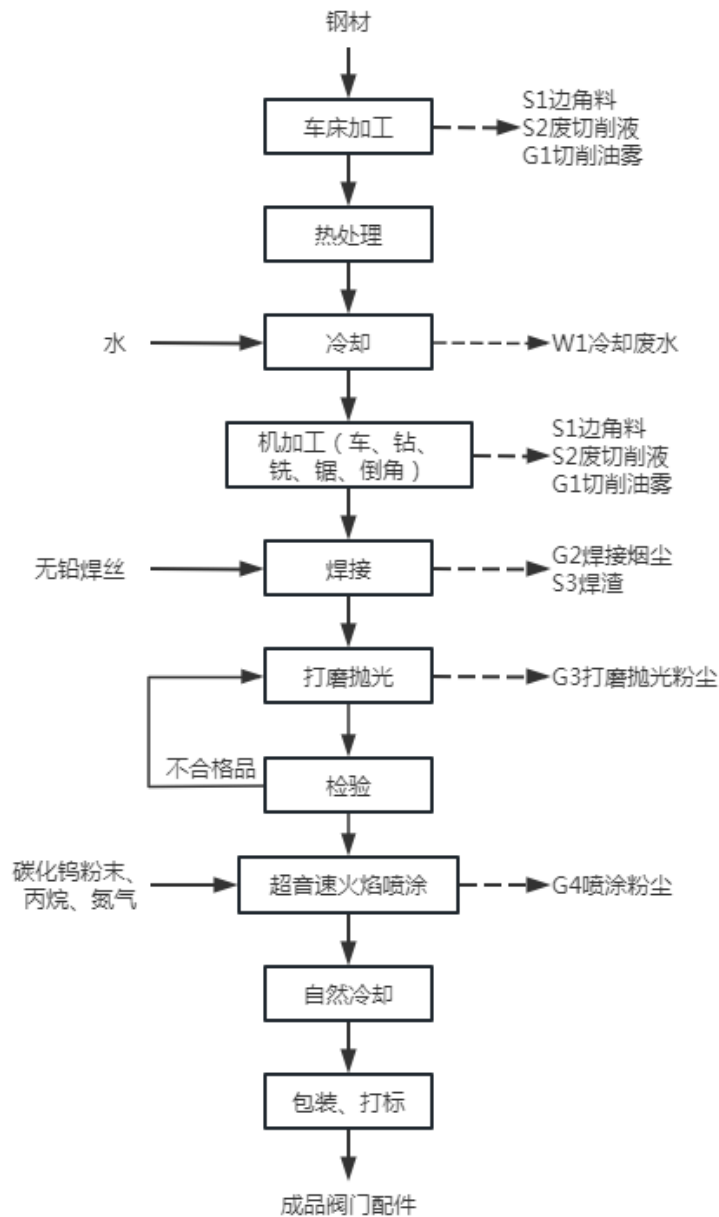 钢材
车床加工
S1边角料
S2废切削液
G1切削油雾
热处理
水
冷却
W1冷却废水
机加工（车、钻、
铣、锯、倒角）
S1边角料
S2废切削液
G1切削油雾
无铅焊丝
焊接
G2焊接烟尘
S3焊渣
打磨抛光
G3打磨抛光粉尘
不合格品
检验
碳化钨粉末、
丙烷、氮气
超音速火焰喷涂
G4喷涂粉尘
自然冷却
包装、打标
成品阀门配件